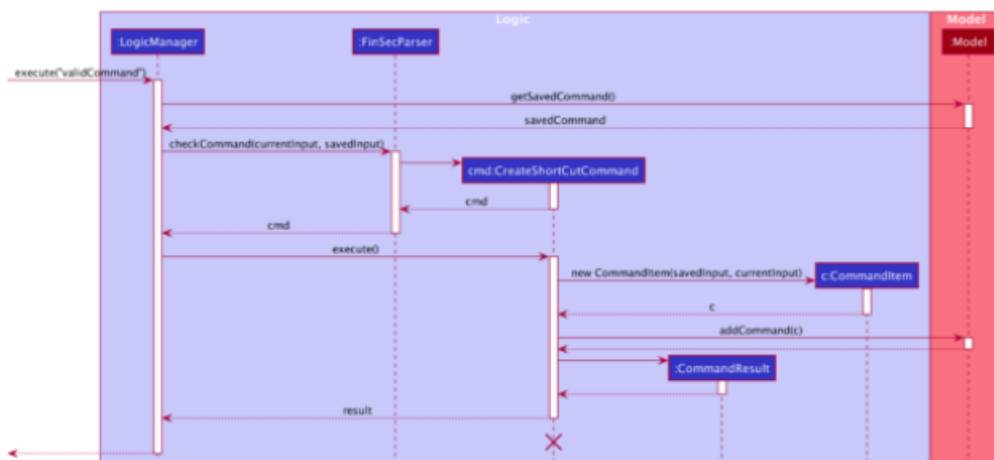 Logic
Model
:LogicManager
:FinSecParser
:Model
execute("validCommand")
getSavedCommand()
savedCommand
checkCommand(currentInput, savedInput)
cmd:CreateShortCutCommand
cmd
cmd
execute()
new CommandItem(savedInput, currentInput)
c:CommandItem
c
addCommand(c)
:CommandResult
result